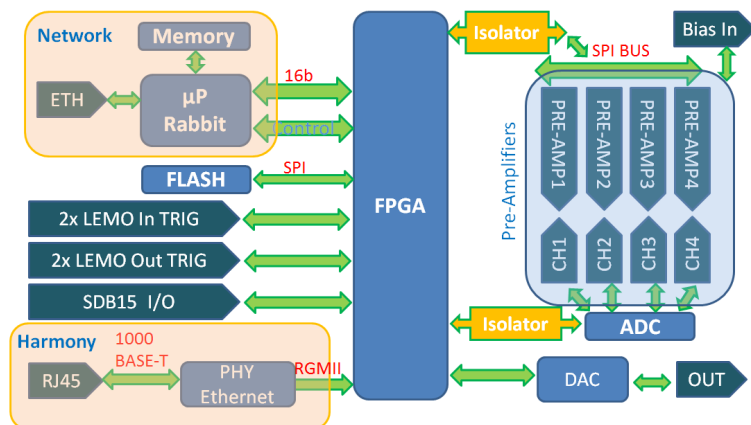 Network
Memory
ETH
µP
Rabbit
16b
Control
FLASH
SPI
2x LEMO In TRIG
2x LEMO Out TRIG
SDB15 I/O
Harmony
1000
BASE-T
RJ45
PHY
Ethernet
RGMII
FPGA
Isolator
SPI BUS
Bias In
Pre-Amplifiers
PRE-AMP1
PRE-AMP2
PRE-AMP3
PRE-AMP4
CH1
CH2
CH3
CH4
Isolator
ADC
DAC
OUT